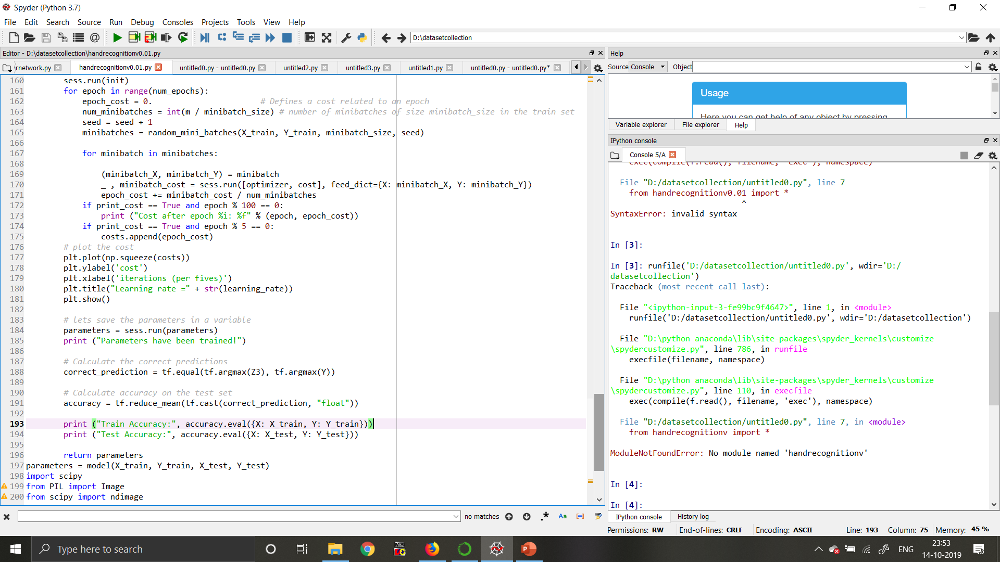 Spyder (Python 3.7)
File Edit Search Source Run Debug Consoles Projects Tools View Help
D:\datasetcollection
Editor - D:\datasetcollection\handrecognitionv0.01.py
rnetwork.py handrecognitionv0.01.py untitled0.py - untitled0.py untitled2.py untitled3.py untitled1.py untitled0.py - untitled0.py*
160 sess.run(init)
161 for epoch in range(num_epochs):
162 epoch_cost = 0. # Defines a cost related to an epoch
163 num_minibatches = int(m / minibatch_size) # number of minibatches of size minibatch_size in the train set
164 seed = seed + 1
165 minibatches = random_mini_batches(X_train, Y_train, minibatch_size, seed)
166
167 for minibatch in minibatches:
168
169 (minibatch_X, minibatch_Y) = minibatch
170 _ , minibatch_cost = sess.run([optimizer, cost], feed_dict={X: minibatch_X, Y: minibatch_Y})
171 epoch_cost += minibatch_cost / num_minibatches
172 if print_cost == True and epoch % 100 == 0:
173 print ("Cost after epoch %i: %f" % (epoch, epoch_cost))
174 if print_cost == True and epoch % 5 == 0:
175 costs.append(epoch_cost)
176 # plot the cost
177 plt.plot(np.squeeze(costs))
178 plt.ylabel('cost')
179 plt.xlabel('iterations (per fives)')
180 plt.title("Learning rate =" + str(learning_rate))
181 plt.show()
182
183 # lets save the parameters in a variable
184 parameters = sess.run(parameters)
185 print ("Parameters have been trained!")
186
187 # Calculate the correct predictions
188 correct_prediction = tf.equal(tf.argmax(Z3), tf.argmax(Y))
189
190 # Calculate accuracy on the test set
191 accuracy = tf.reduce_mean(tf.cast(correct_prediction, "float"))
192
193 print ("Train Accuracy:", accuracy.eval({X: X_train, Y: Y_train}))
194 print ("Test Accuracy:", accuracy.eval({X: X_test, Y: Y_test}))
195
196 return parameters
197 parameters = model(X_train, Y_train, X_test, Y_test)
198 import scipy
199 from PIL import Image
200 from scipy import ndimage
no matches .* Aa
Help
Source Console Object
Usage
Here you can get help of any object by pressing
Variable explorer File explorer Help
IPython console
Console 5/A
exec(compile(f.read(), filename, 'exec'), namespace)
File "D:/datasetcollection/untitled0.py", line 7
from handrecognitionv0.01 import *
^
SyntaxError: invalid syntax
In [3]:
In [3]: runfile('D:/datasetcollection/untitled0.py', wdir='D:/
datasetcollection')
Traceback (most recent call last):
File "<ipython-input-3-fe99bc9f4647>", line 1, in <module>
runfile('D:/datasetcollection/untitled0.py', wdir='D:/datasetcollection')
File "D:\python anaconda\lib\site-packages\spyder_kernels\customize
\spydercustomize.py", line 786, in runfile
execfile(filename, namespace)
File "D:\python anaconda\lib\site-packages\spyder_kernels\customize
\spydercustomize.py", line 110, in execfile
exec(compile(f.read(), filename, 'exec'), namespace)
File "D:/datasetcollection/untitled0.py", line 7, in <module>
from handrecognitionv import *
ModuleNotFoundError: No module named 'handrecognitionv'
In [4]:
In [4]:
IPython console History log
Permissions: RW End-of-lines: CRLF Encoding: ASCII Line: 193 Column: 75 Memory: 45 %
Type here to search
ENG
23:53
14-10-2019